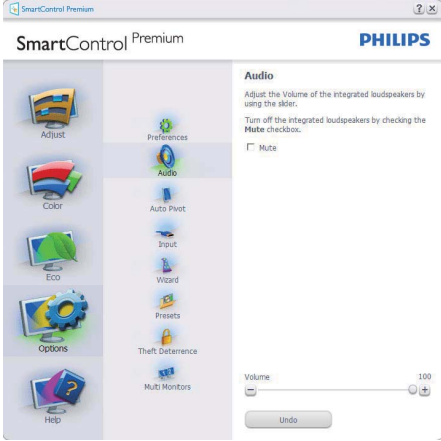 SmartControl Premium
SmartControl Premium
PHILIPS
Adjust
Color
Eco
Options
Help
Preferences
Audio
Auto Pivot
Input
Wizard
Presets
Theft Deterrence
Multi Monitors
Audio
Adjust the Volume of the integrated loudspeakers by
using the slider.
Turn off the integrated loudspeakers by checking the
Mute checkbox.
Mute
Volume 100
Undo